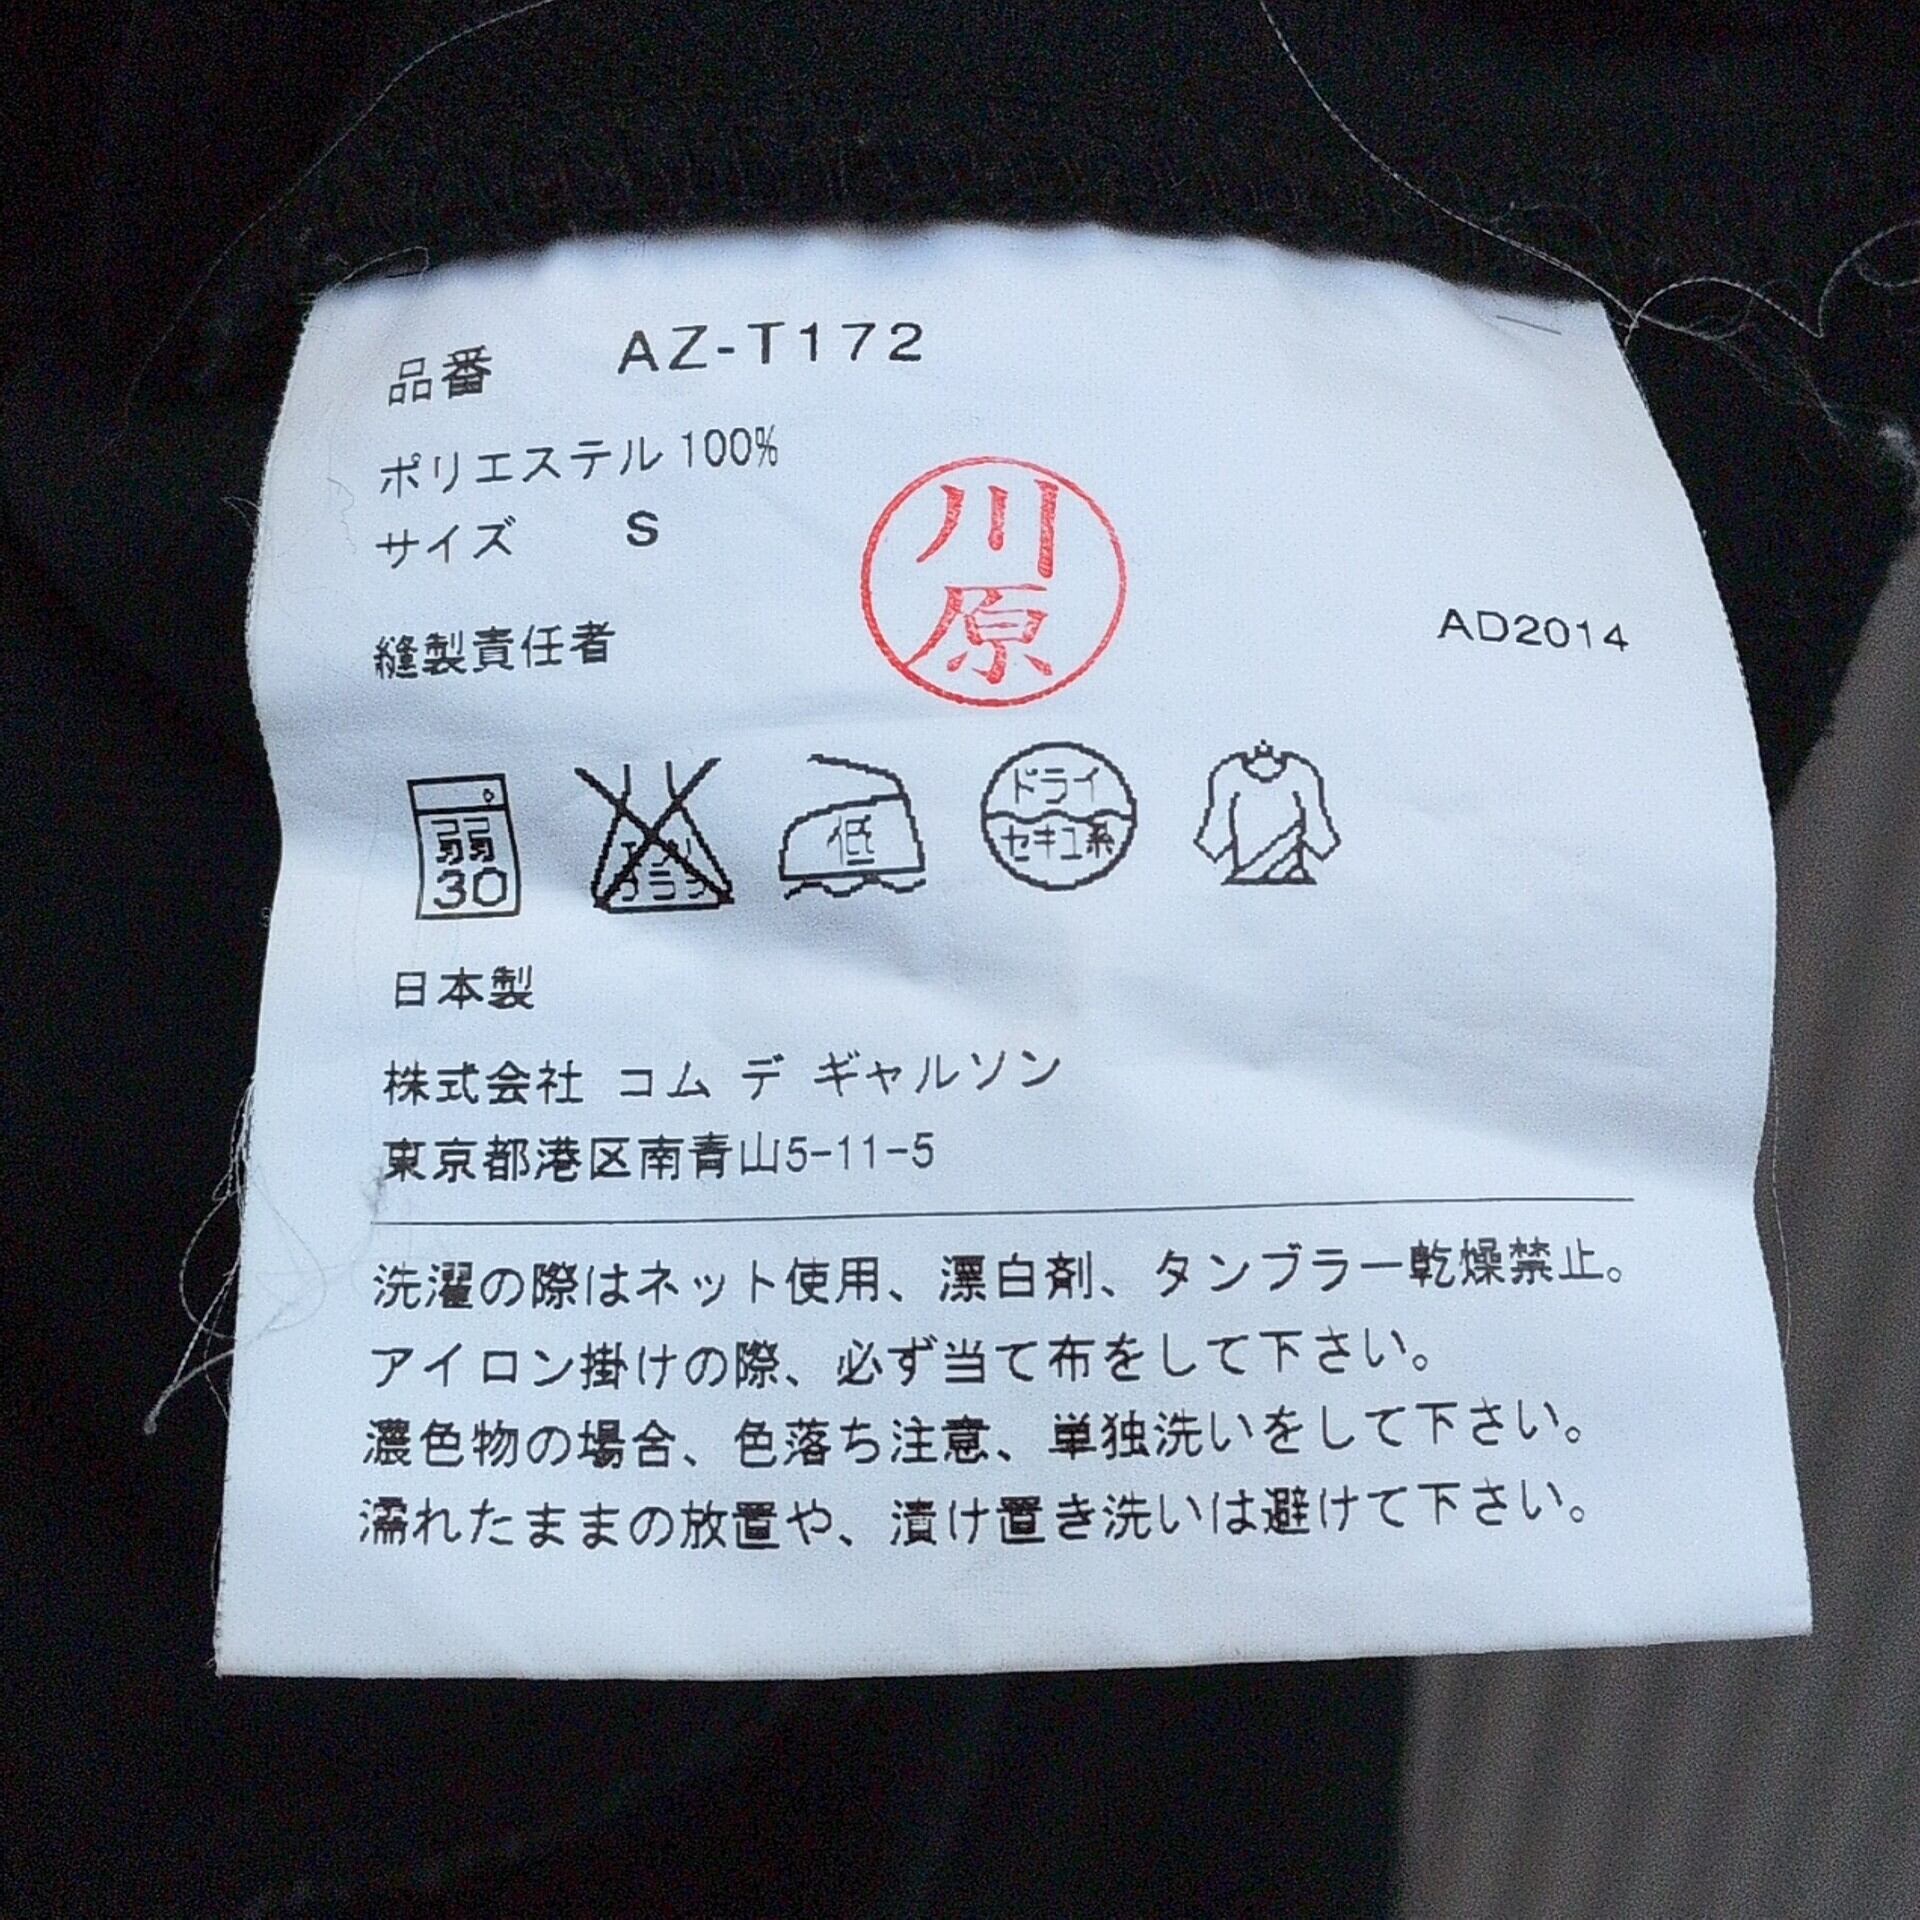 品番 AZ-T172
ポリエステル 100%
サイズ S
川原
縫製責任者
AD2014
弱
30
エンソ
サラシ
低
ドライ
セキユ系
日本製
株式会社 コム デ ギャルソン
東京都港区南青山5-11-5
洗濯の際はネット使用、漂白剤、タンブラー乾燥禁止。
アイロン掛けの際、必ず当て布をして下さい。
濃色物の場合、色落ち注意、単独洗いをして下さい。
濡れたままの放置や、漬け置き洗いは避けて下さい。